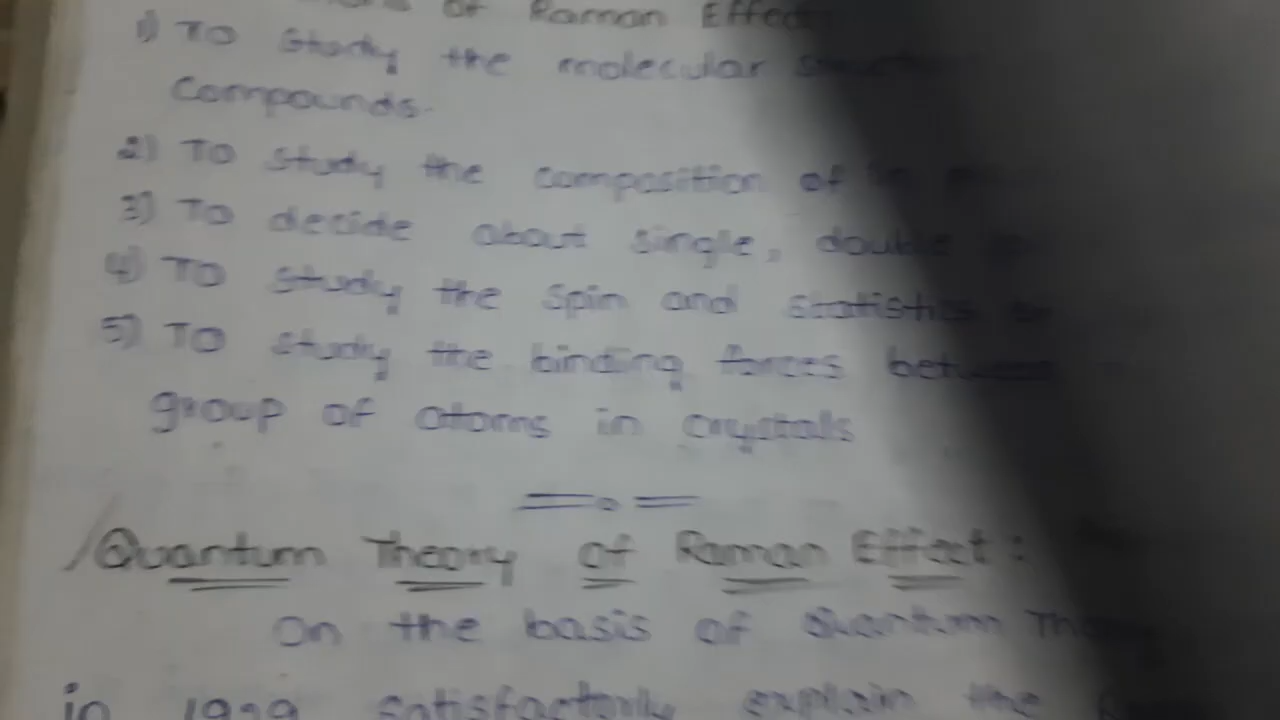 of Raman Effect
1) To study the molecular
Compounds.
2) To study the composition of
3) To decide about single, double
4) To study the spin and statistics
5) To study the binding forces between
group of atoms in crystals
Quantum Theory of Raman Effect:
On the basis of Quantum
in 1929 satisfactorily explain the